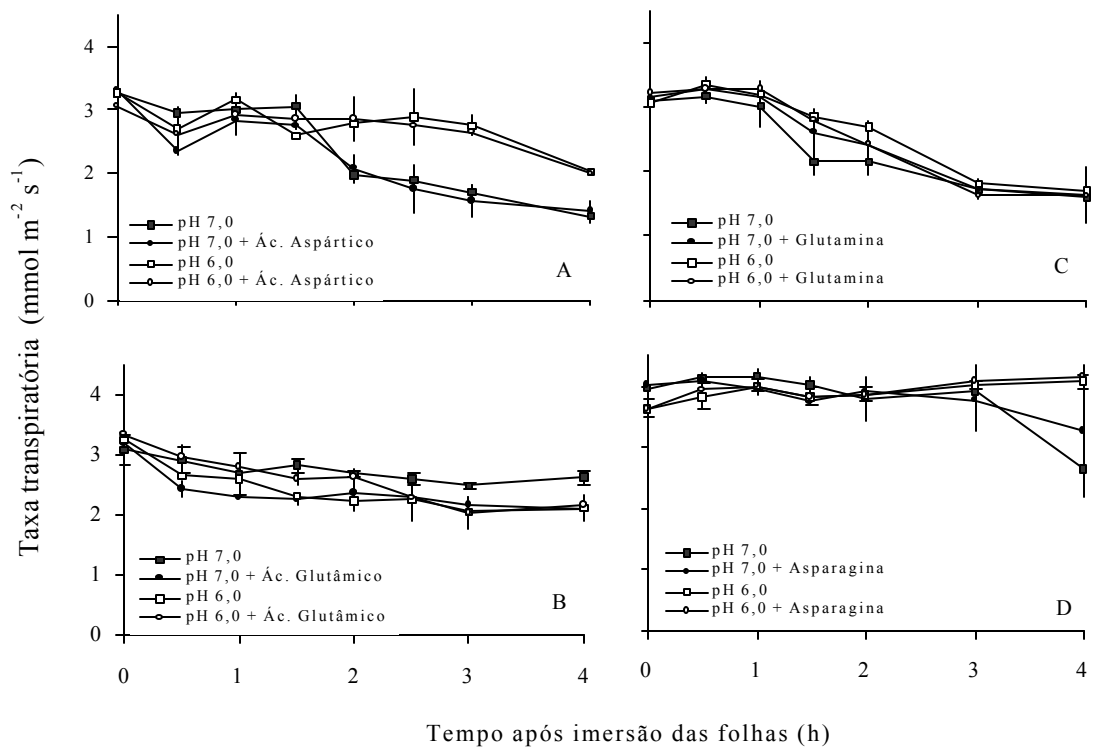 Taxa transpiratória (mmol m⁻² s⁻¹)
4
3
2
1
0
pH 7,0
pH 7,0 + Ác. Aspártico
pH 6,0
pH 6,0 + Ác. Aspártico
A
pH 7,0
pH 7,0 + Glutamina
pH 6,0
pH 6,0 + Glutamina
C
4
3
2
1
0
pH 7,0
pH 7,0 + Ác. Glutâmico
pH 6,0
pH 6,0 + Ác. Glutâmico
B
0 1 2 3 4
pH 7,0
pH 7,0 + Asparagina
pH 6,0
pH 6,0 + Asparagina
D
0 1 2 3 4
Tempo após imersão das folhas (h)